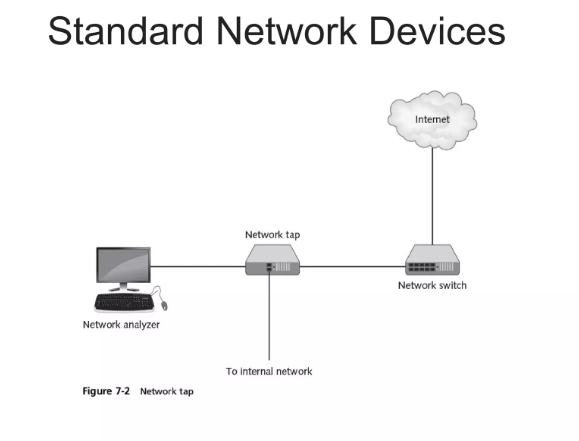 Standard Network Devices
Internet
Network tap
Network switch
Network analyzer
To internal network
Figure 7-2 Network tap